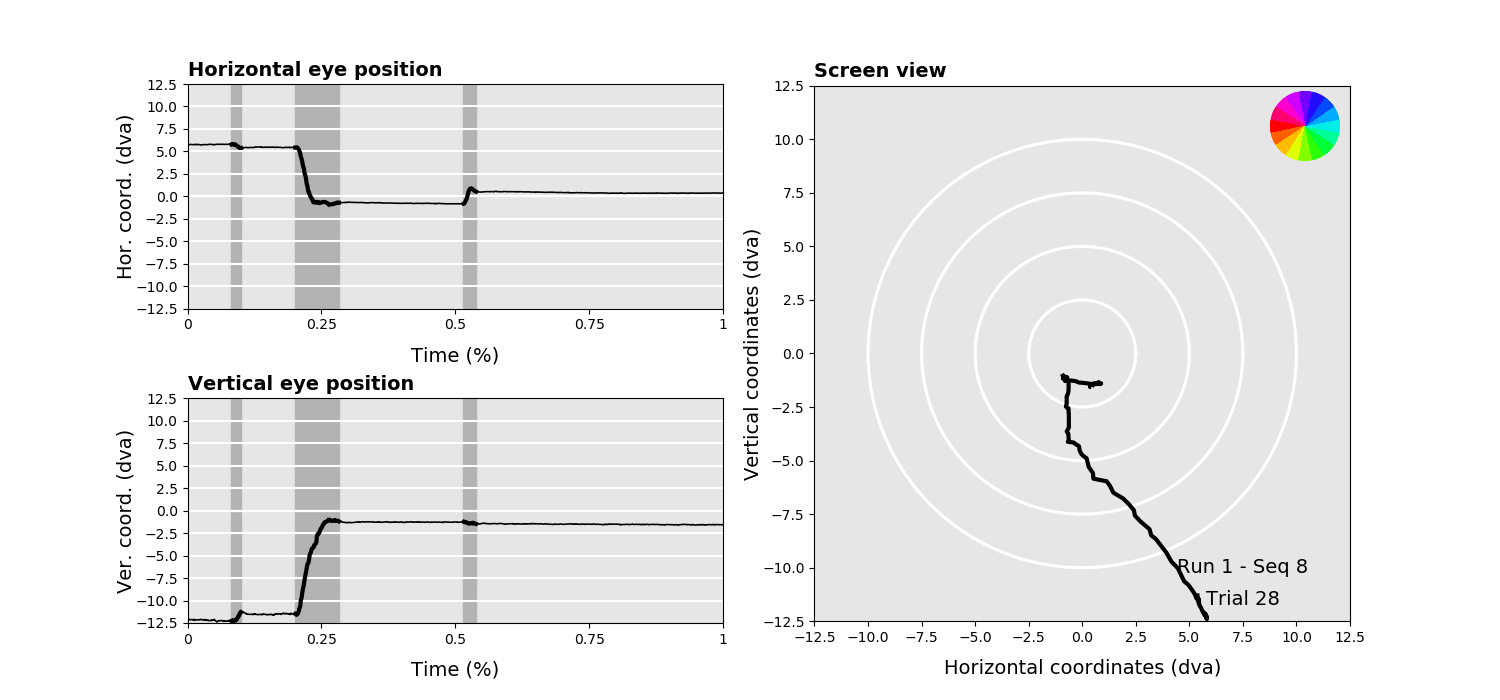 Horizontal eye position
12.5
10.0
7.5
5.0
2.5
0.0
−2.5
−5.0
−7.5
−10.0
−12.5
Hor. coord. (dva)
0 0.25 0.5 0.75 1
Time (%)
Vertical eye position
12.5
10.0
7.5
5.0
2.5
0.0
−2.5
−5.0
−7.5
−10.0
−12.5
Ver. coord. (dva)
0 0.25 0.5 0.75 1
Time (%)
Screen view
12.5
10.0
7.5
5.0
2.5
0.0
−2.5
−5.0
−7.5
−10.0
−12.5
Vertical coordinates (dva)
Run 1 - Seq 8
Trial 28
−12.5 −10.0 −7.5 −5.0 −2.5 0.0 2.5 5.0 7.5 10.0 12.5
Horizontal coordinates (dva)